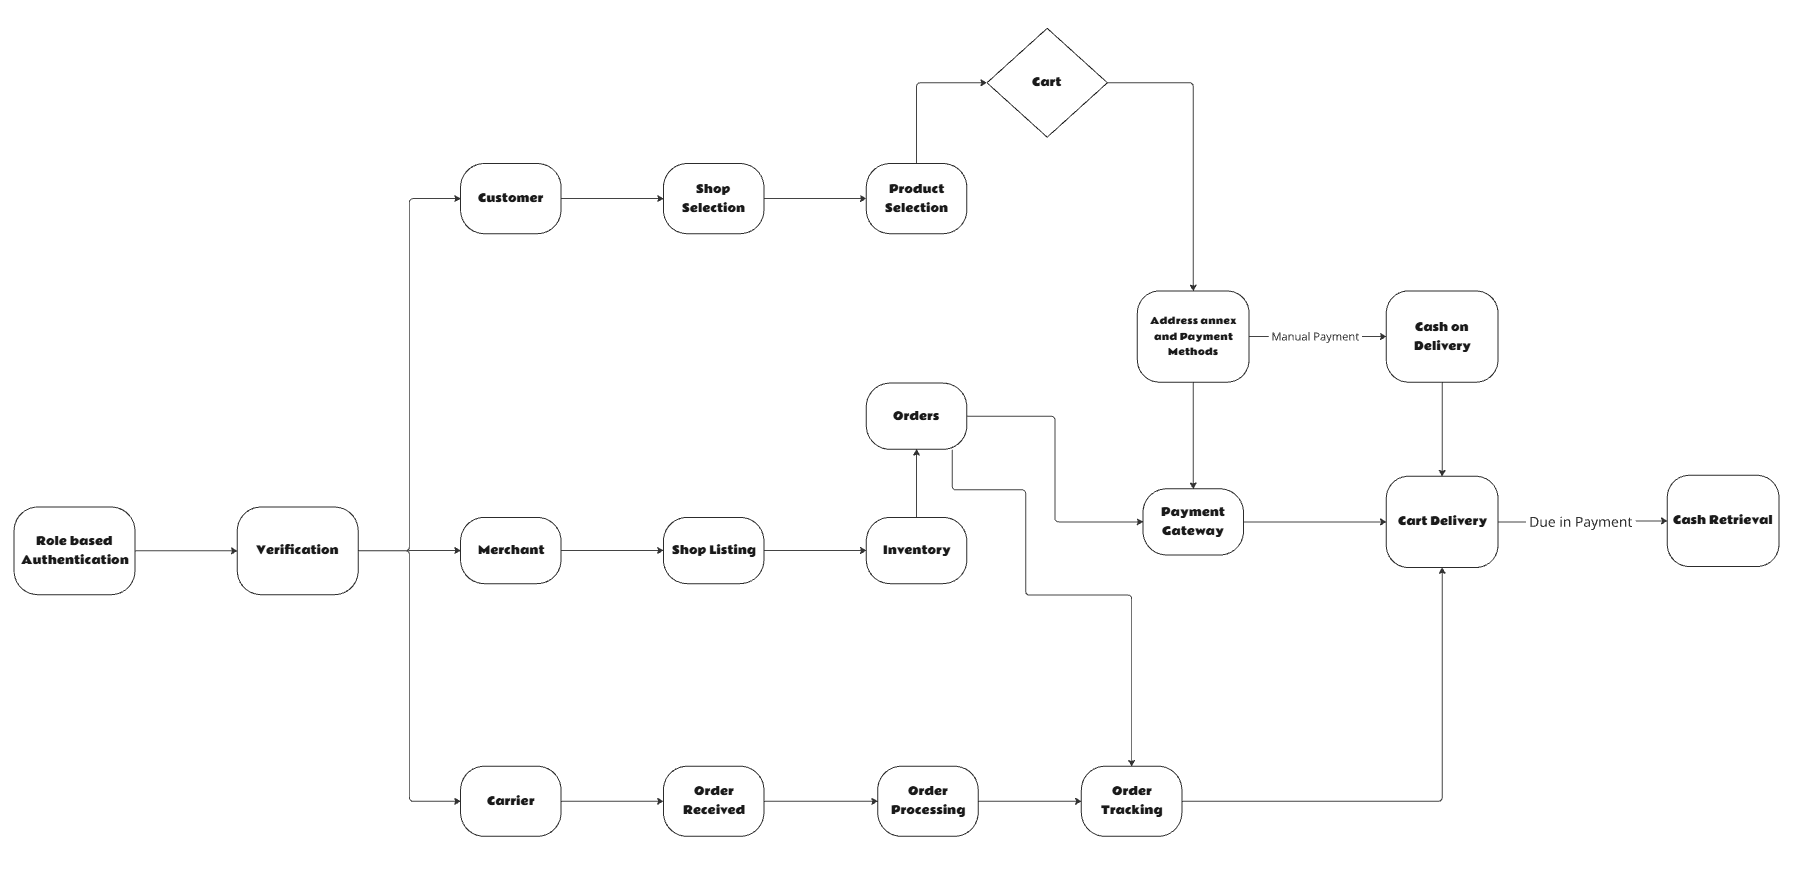 Cart
Customer
Shop
Selection
Product
Selection
Address annex
and Payment
Methods
Manual Payment
Cash on
Delivery
Orders
Role based
Authentication
Verification
Merchant
Shop Listing
Inventory
Payment
Gateway
Cart Delivery
Due in Payment
Cash Retrieval
Carrier
Order
Received
Order
Processing
Order
Tracking